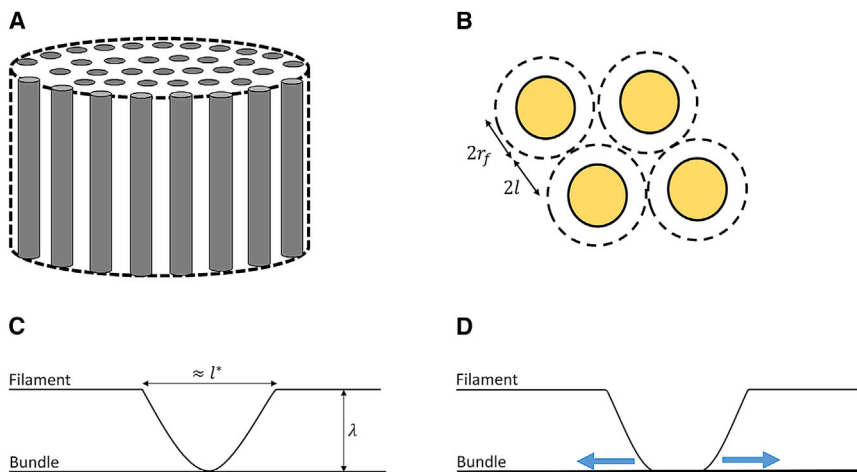 A
B
2r_f
2l
C
D
Filament
≈ l*
λ
Bundle
Filament
Bundle